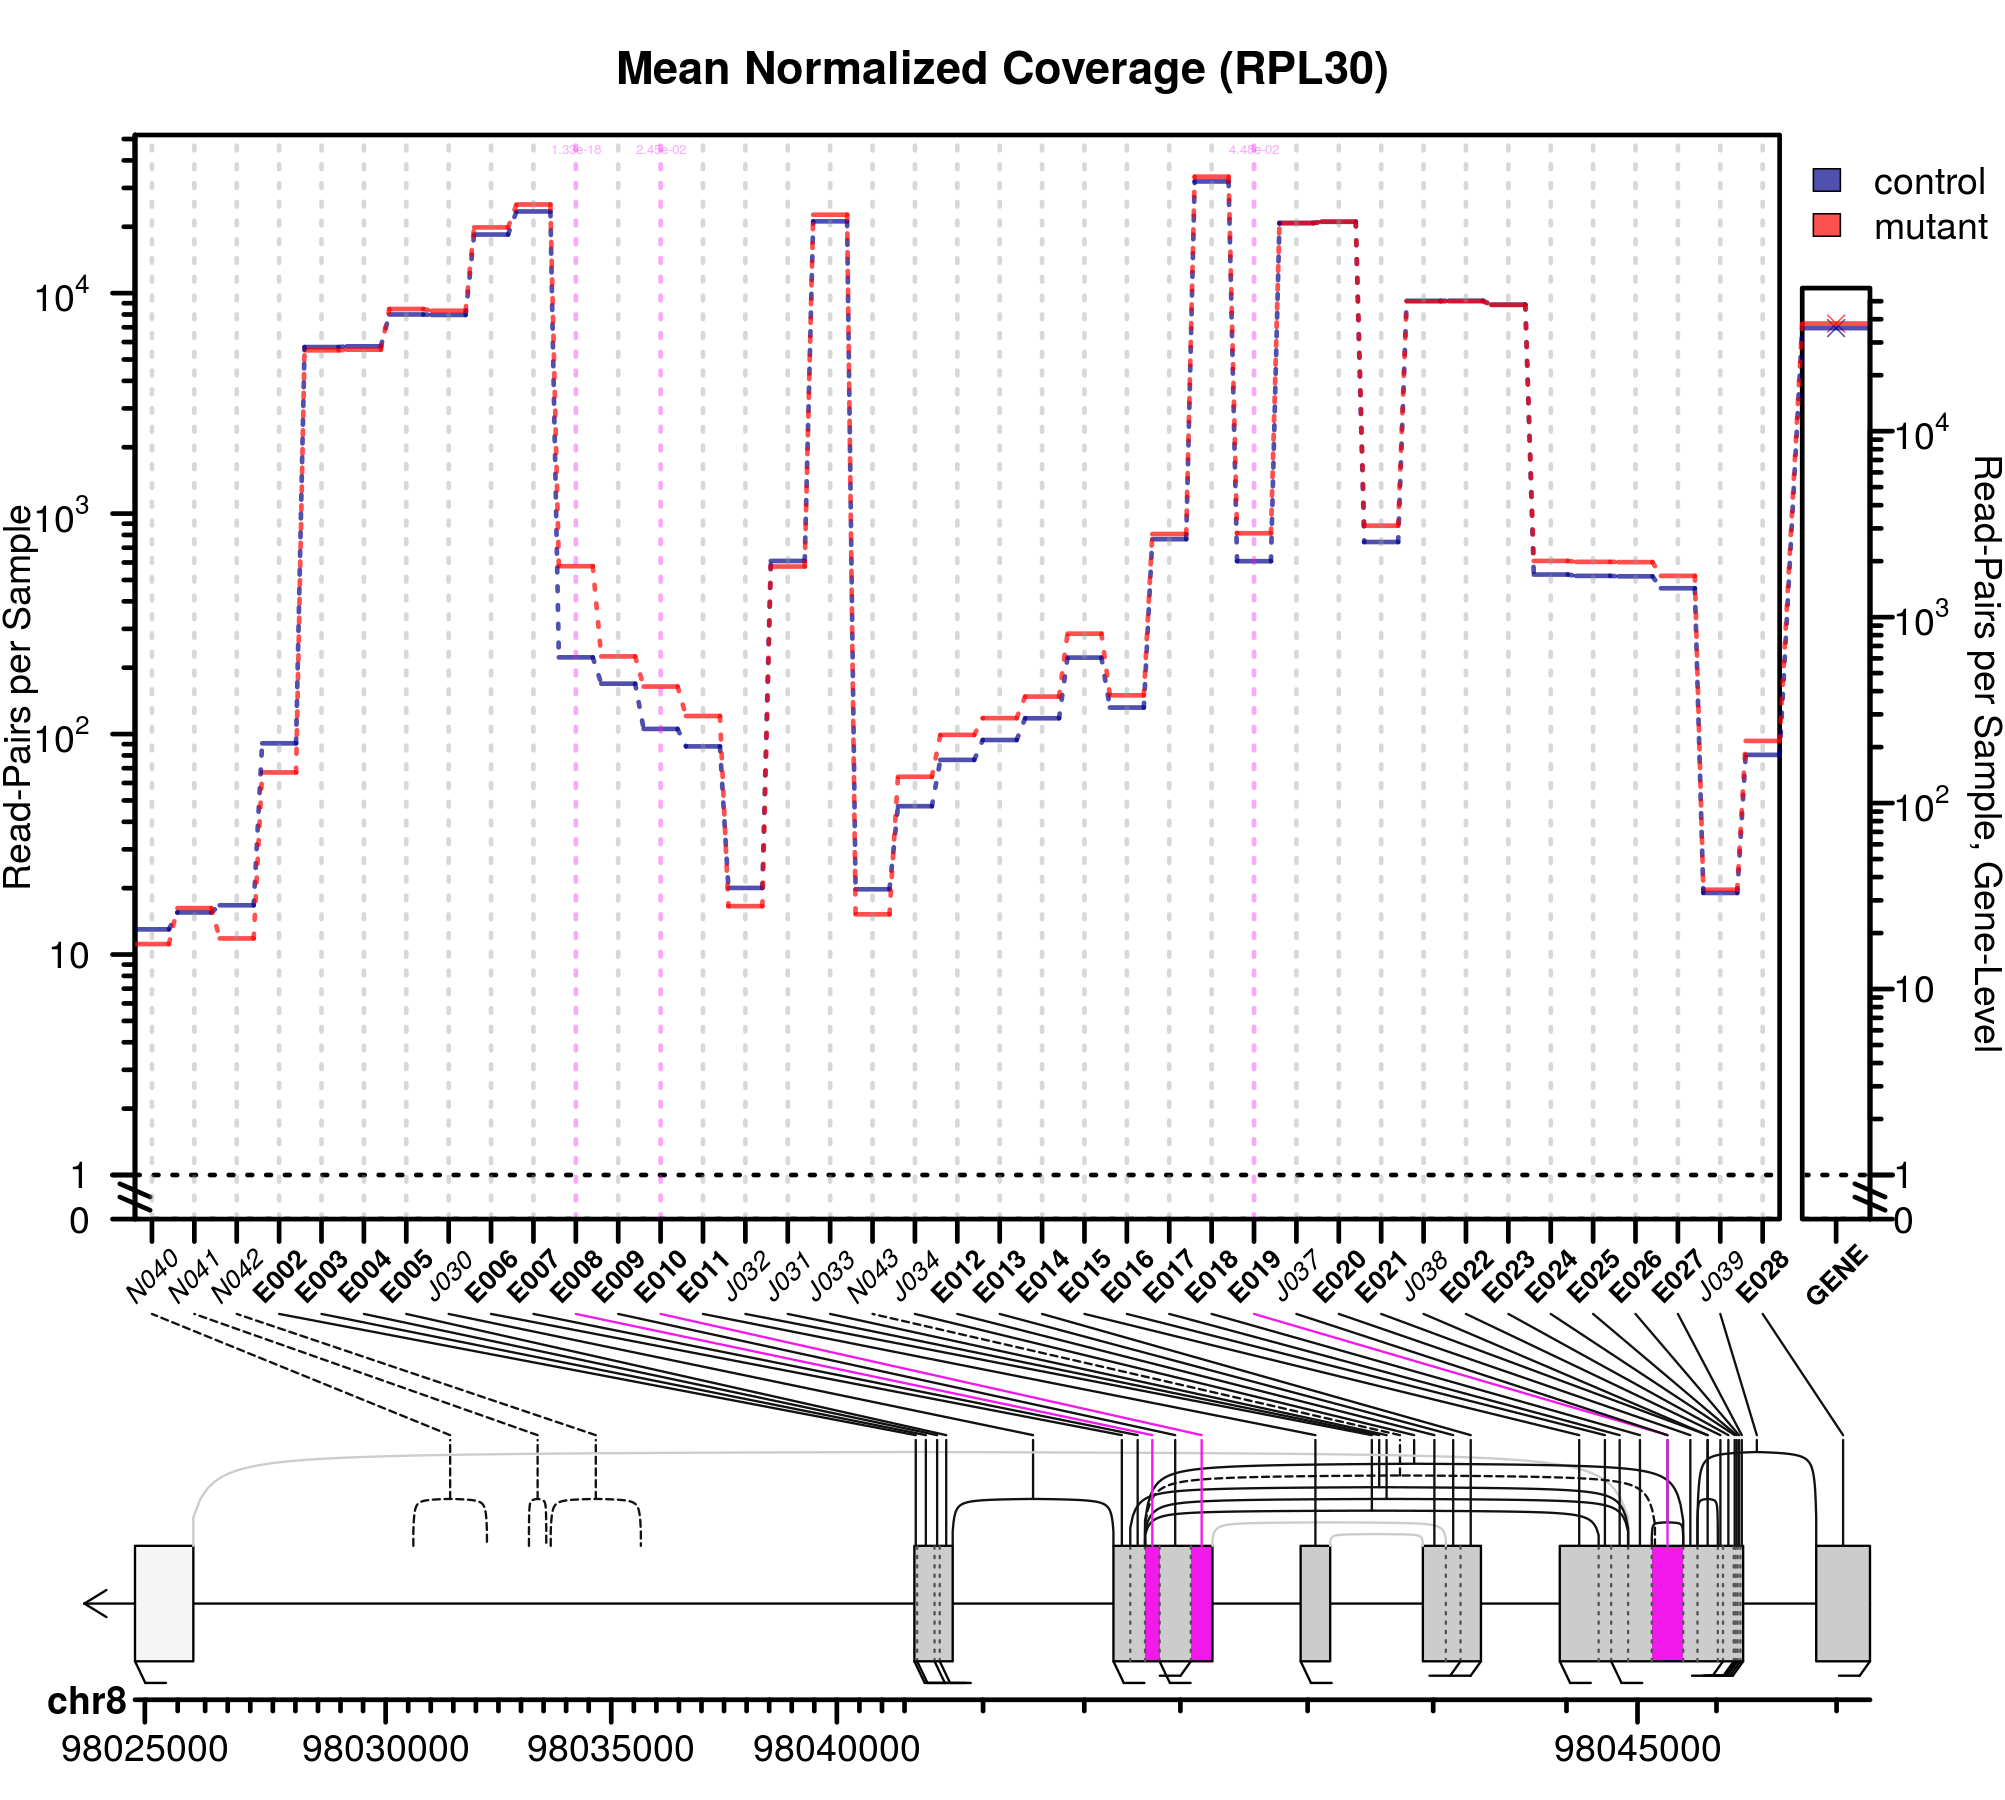 Mean Normalized Coverage (RPL30)
1.33e-18 2.45e-02 4.48e-02
control
mutant
Read-Pairs per Sample
10^4
10^3
10^2
10
1
0
10^4
10^3
10^2
10
1
0
Read-Pairs per Sample, Gene-Level
N040 N041 N042 E002 E003 E004 E005 J030 E006 E007 E008 E009 E010 E011 J032 J031 J033 N043 J034 E012 E013 E014 E015 E016 E017 E018 E019 J037 E020 E021 J038 E022 E023 E024 E025 E026 E027 J039 E028 GENE
chr8
98025000 98030000 98035000 98040000 98045000